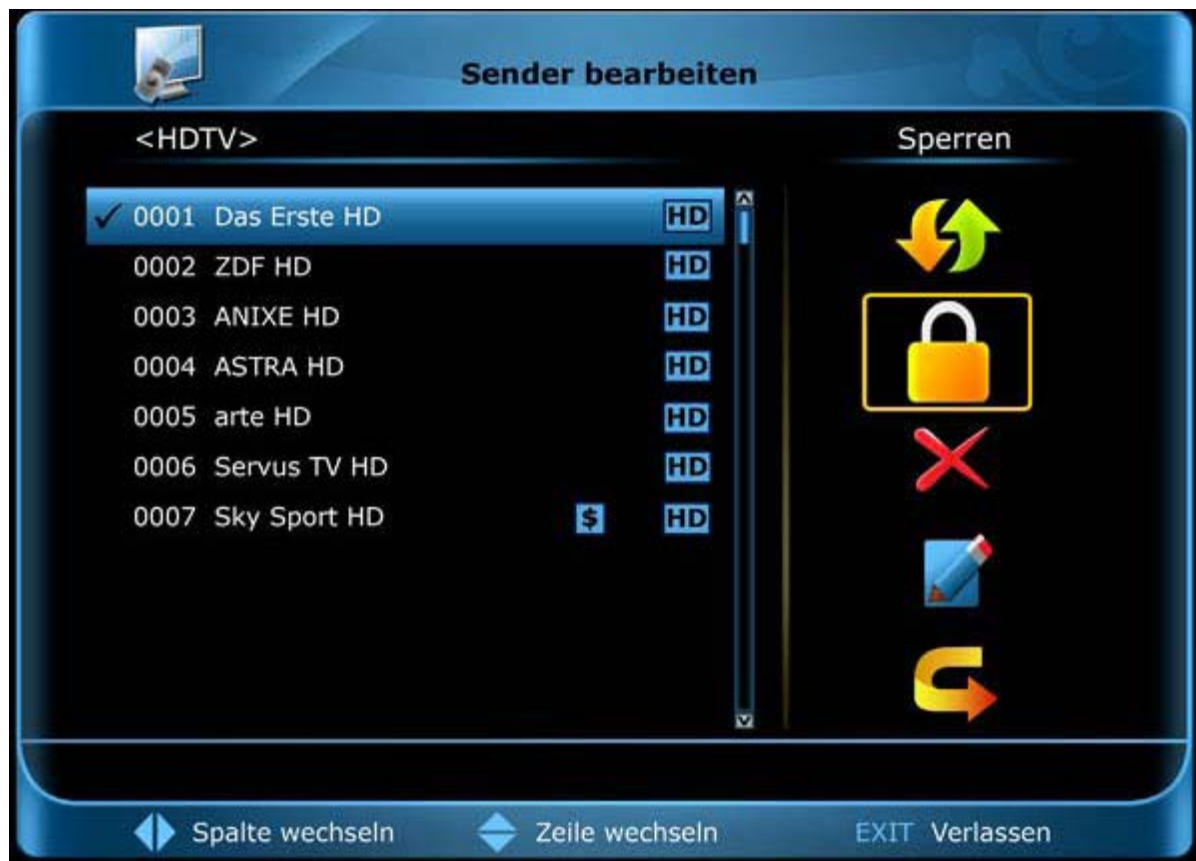 Sender bearbeiten
<HDTV>
Sperren
0001 Das Erste HD HD
0002 ZDF HD HD
0003 ANIXE HD HD
0004 ASTRA HD HD
0005 arte HD HD
0006 Servus TV HD HD
0007 Sky Sport HD $ HD
Spalte wechseln Zeile wechseln EXIT Verlassen